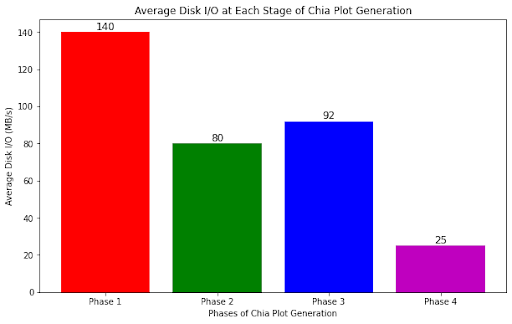 Average Disk I/O at Each Stage of Chia Plot Generation
140
120
100
80
60
40
20
0
Average Disk I/O (MB/s)
140
80
92
25
Phase 1
Phase 2
Phase 3
Phase 4
Phases of Chia Plot Generation